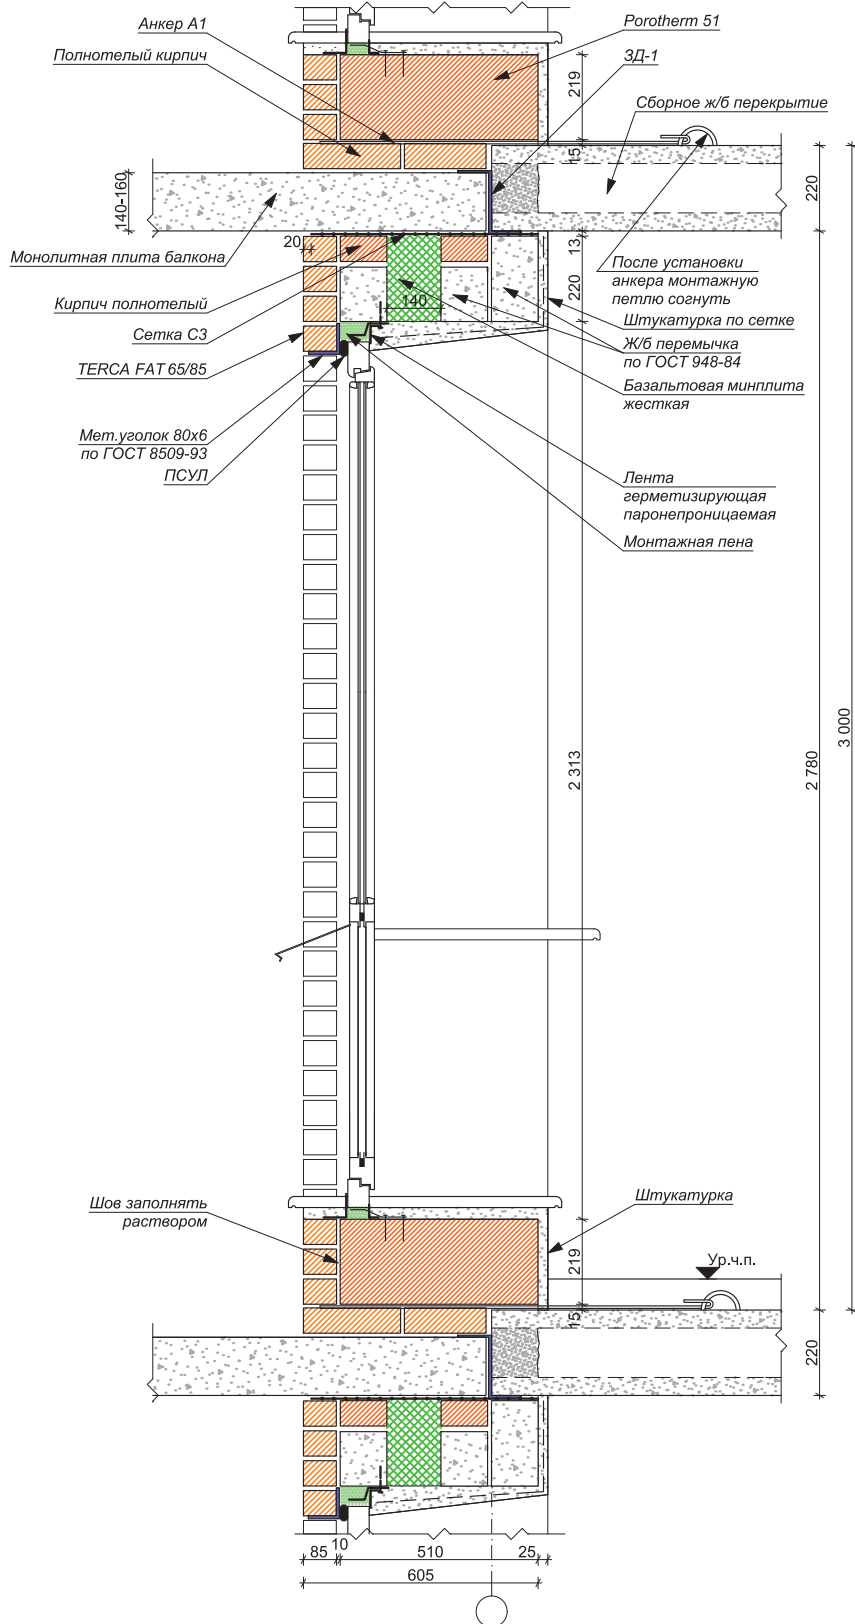 Анкер А1
Полнотелый кирпич
Porotherm 51
ЗД-1
219
Сборное ж/б перекрытие
15
140-160
220
Монолитная плита балкона
20
13
После установки
анкера монтажную
петлю согнуть
Кирпич полнотелый
140
220
Штукатурка по сетке
Сетка С3
Ж/б перемычка
по ГОСТ 948-84
TERCA FAT 65/85
Базальтовая минплита
жесткая
Мет.уголок 80х6
по ГОСТ 8509-93
ПСУЛ
Лента
герметизирующая
паронепроницаемая
Монтажная пена
2 313
2 780
3 000
Шов заполнять
раствором
Штукатурка
219
Ур.ч.п.
15
220
85
10
510
25
605